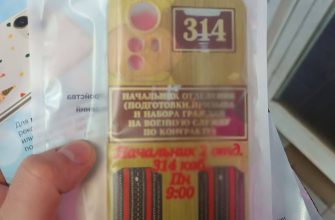 314
НАЧАЛЬНИК ОТДЕЛЕНИЯ
(ПОДГОТОВКИ, ПРИЗЫВА
И НАБОРА ГРАЖДАН
НА ВОЕННУЮ СЛУЖБУ
ПО КОНТРАКТУ)
Начальник 2 отд.
314 каб.
Пн
9:00